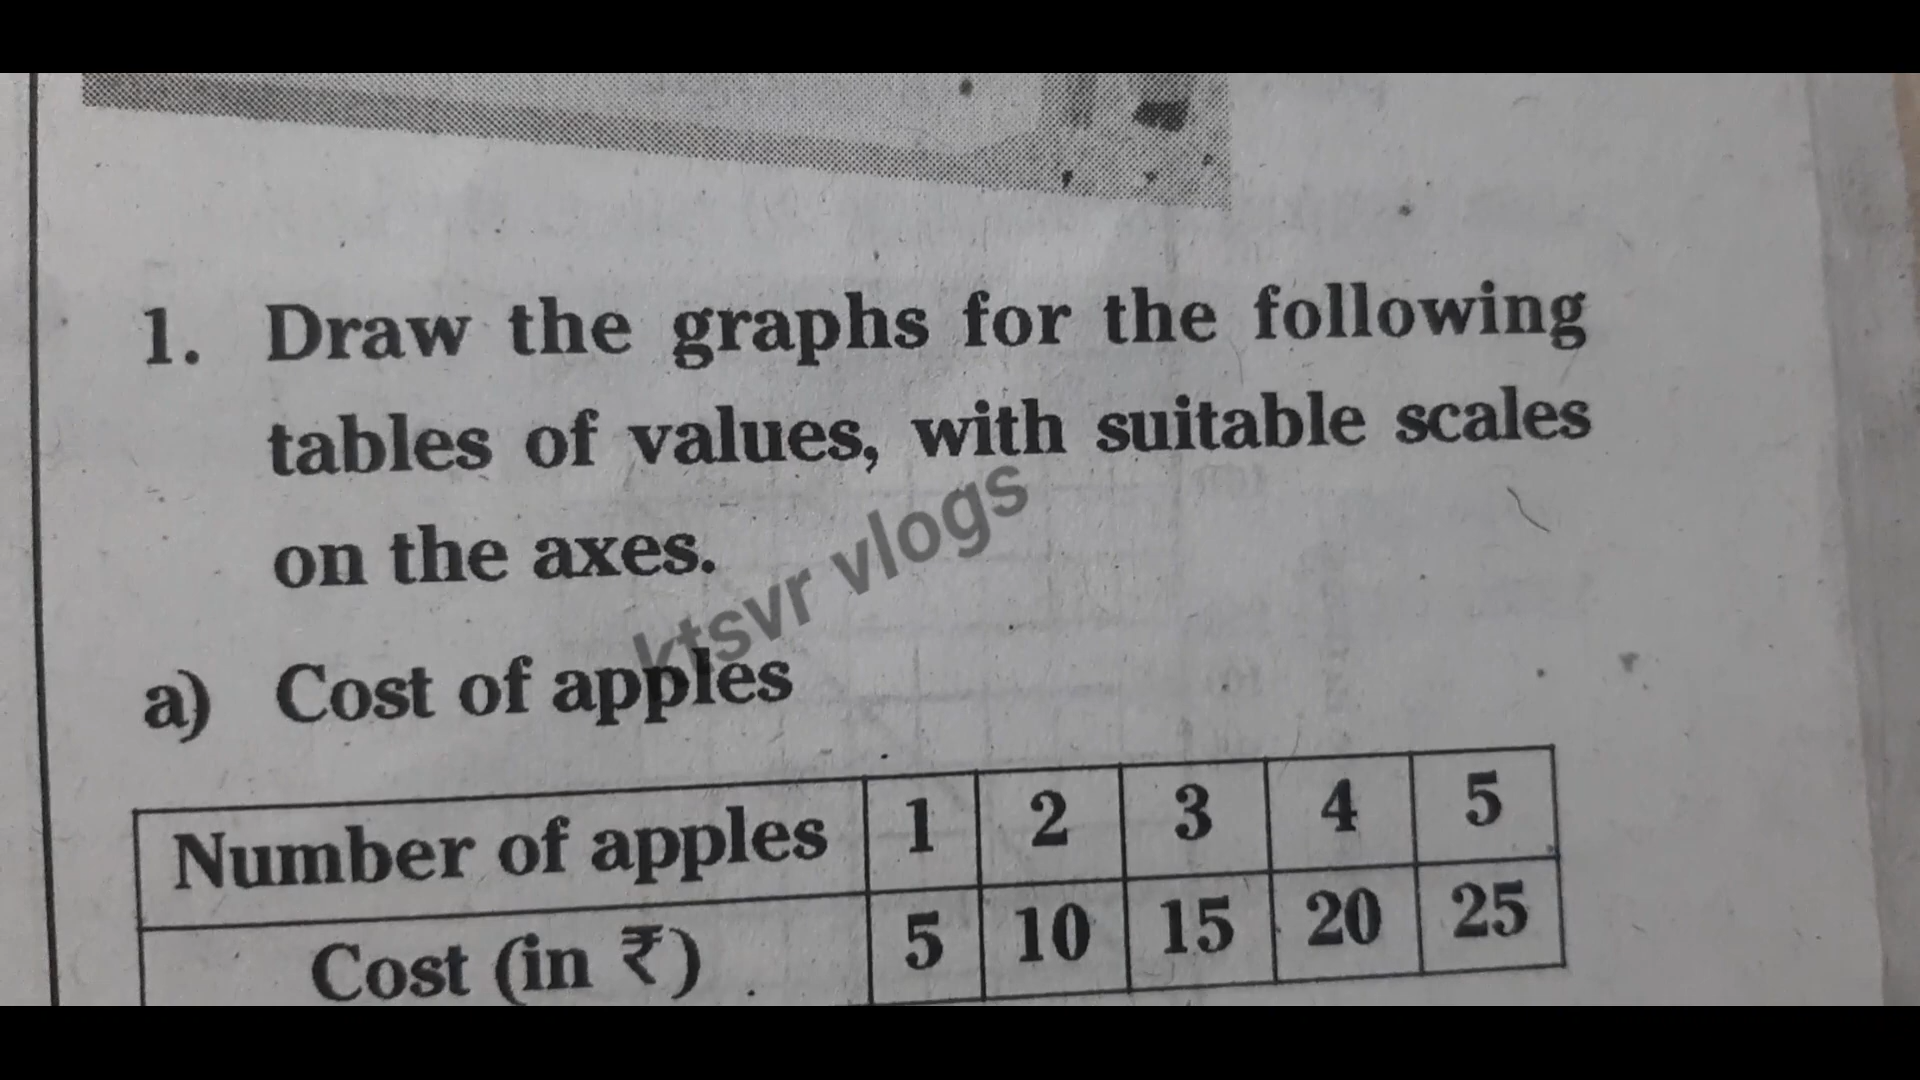 1. Draw the graphs for the following
tables of values, with suitable scales
on the axes.
ktsvr vlogs
a) Cost of apples
Number of apples 1 2 3 4 5
Cost (in ₹) 5 10 15 20 25